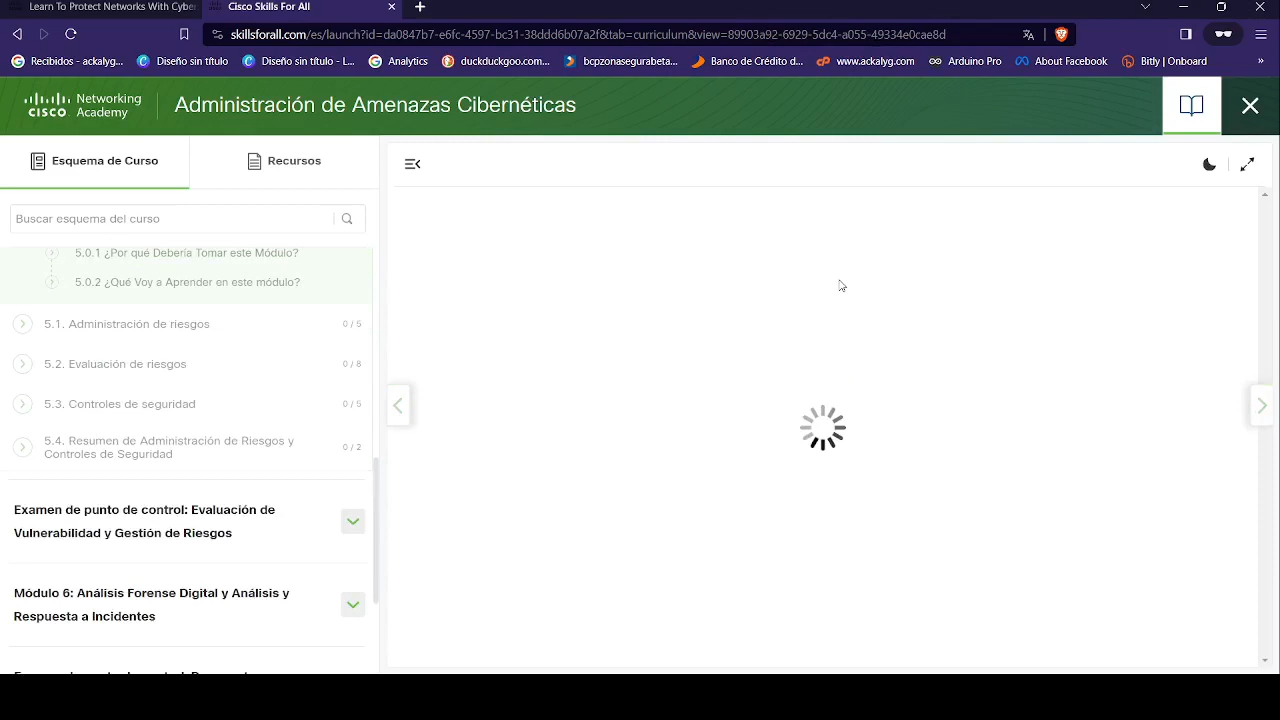 Learn To Protect Networks With Cyber
Cisco Skills For All
skillsforall.com/es/launch?id=da0847b7-e6fc-4597-bc31-38ddd6b07a2f&tab=curriculum&view=89903a92-6929-5dc4-a055-49334e0cae8d
Recibidos - ackalyg...
Diseño sin título
Diseño sin título - L...
Analytics
duckduckgoo.com...
bcpzonasegurabeta...
Banco de Crédito d...
www.ackalyg.com
Arduino Pro
About Facebook
Bitly | Onboard
»
CISCO
Networking
Academy
Administración de Amenazas Cibernéticas
Esquema de Curso
Recursos
Buscar esquema del curso
5.0.1 ¿Por qué Debería Tomar este Módulo?
5.0.2 ¿Qué Voy a Aprender en este módulo?
5.1. Administración de riesgos 0 / 5
5.2. Evaluación de riesgos 0 / 8
5.3. Controles de seguridad 0 / 5
5.4. Resumen de Administración de Riesgos y
Controles de Seguridad 0 / 2
Examen de punto de control: Evaluación de
Vulnerabilidad y Gestión de Riesgos
Módulo 6: Análisis Forense Digital y Análisis y
Respuesta a Incidentes